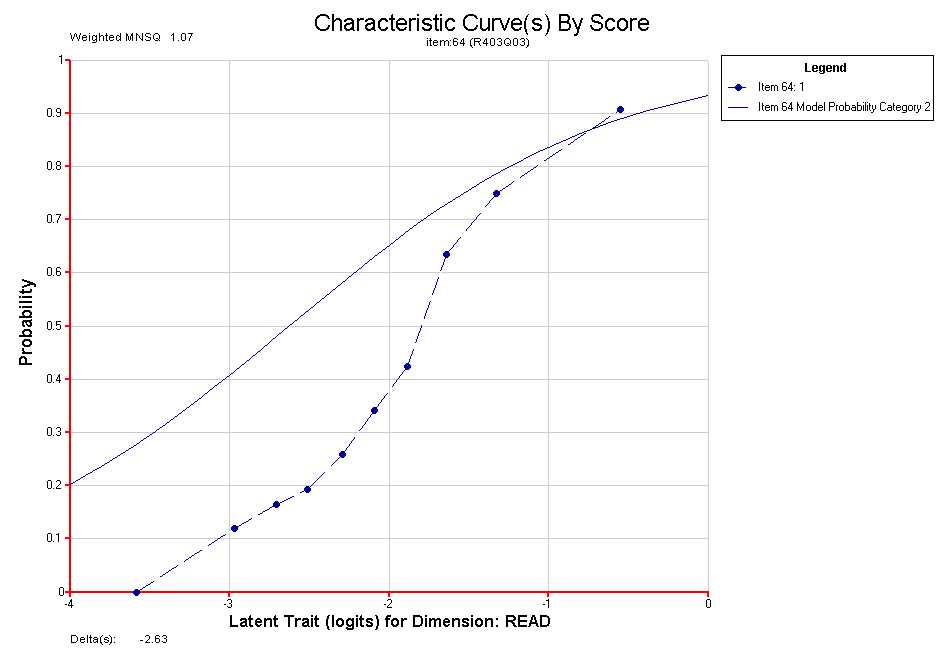 Characteristic Curve(s) By Score
Weighted MNSQ 1.07
item:64 (R403Q03)
Legend
Item 64: 1
Item 64 Model Probability Category 2
1
0.9
0.8
0.7
0.6
0.5
0.4
0.3
0.2
0.1
0
Probability
-4
-3
-2
-1
0
Latent Trait (logits) for Dimension: READ
Delta(s): -2.63